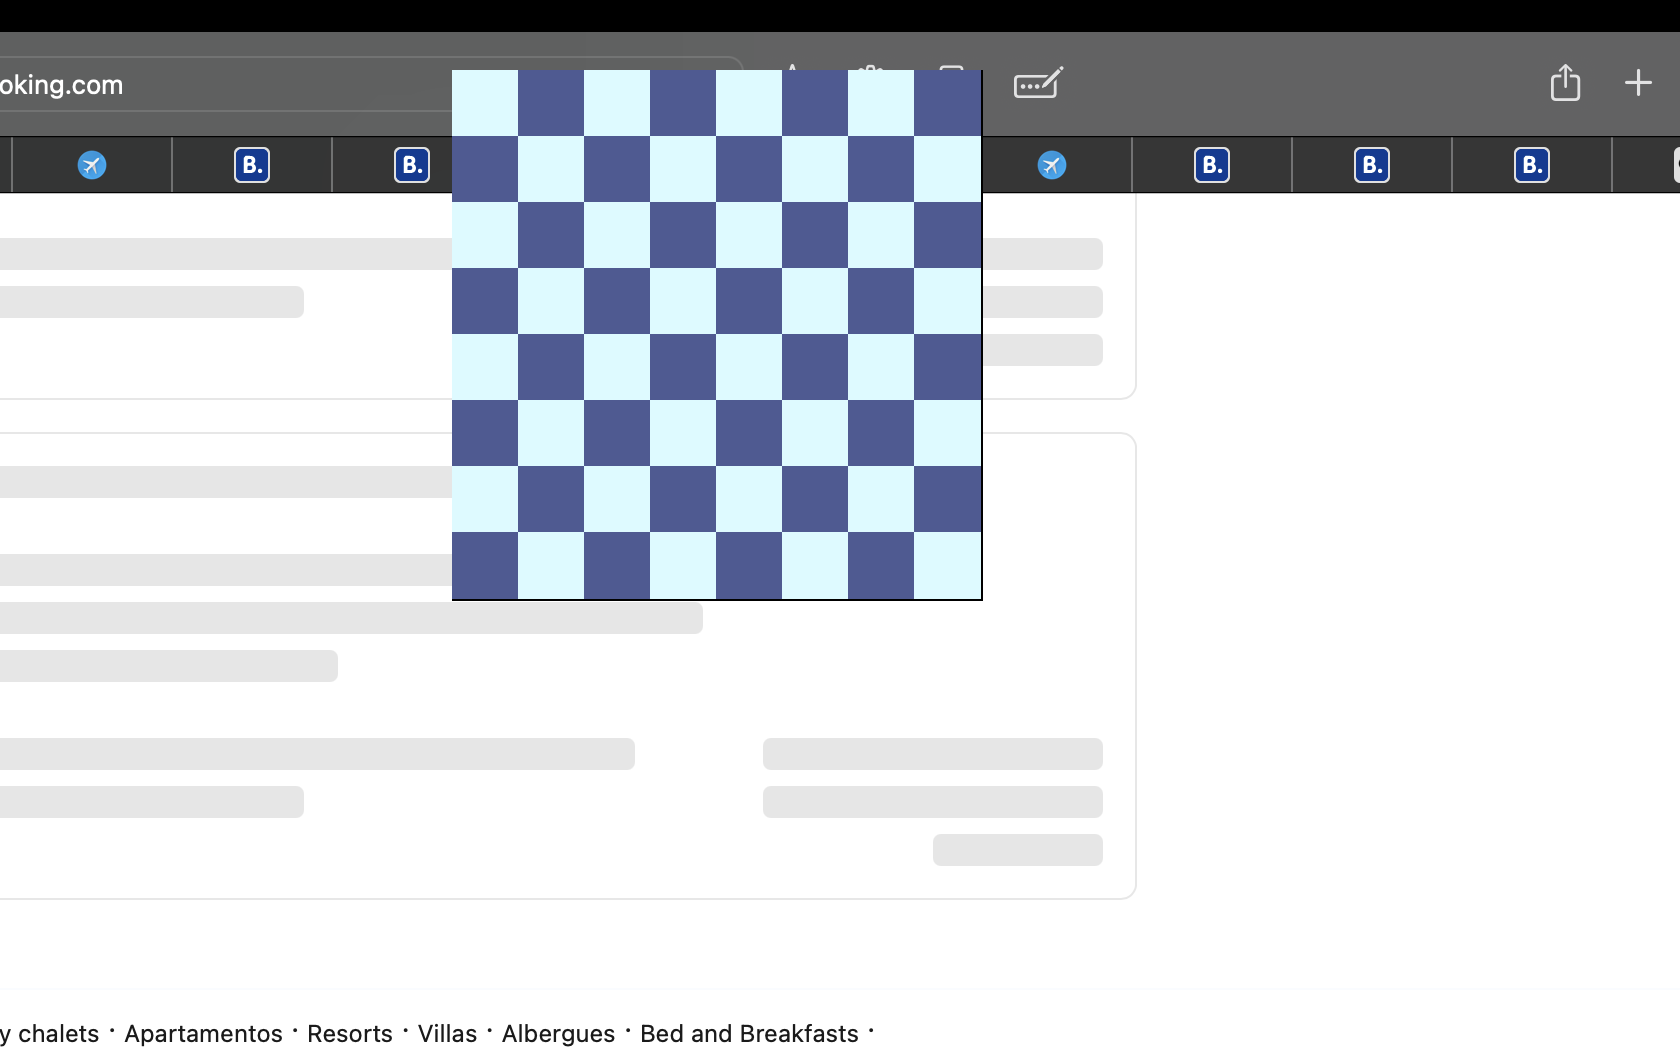 oking.com
B.
B.
B.
B.
B.
y chalets · Apartamentos · Resorts · Villas · Albergues · Bed and Breakfasts ·